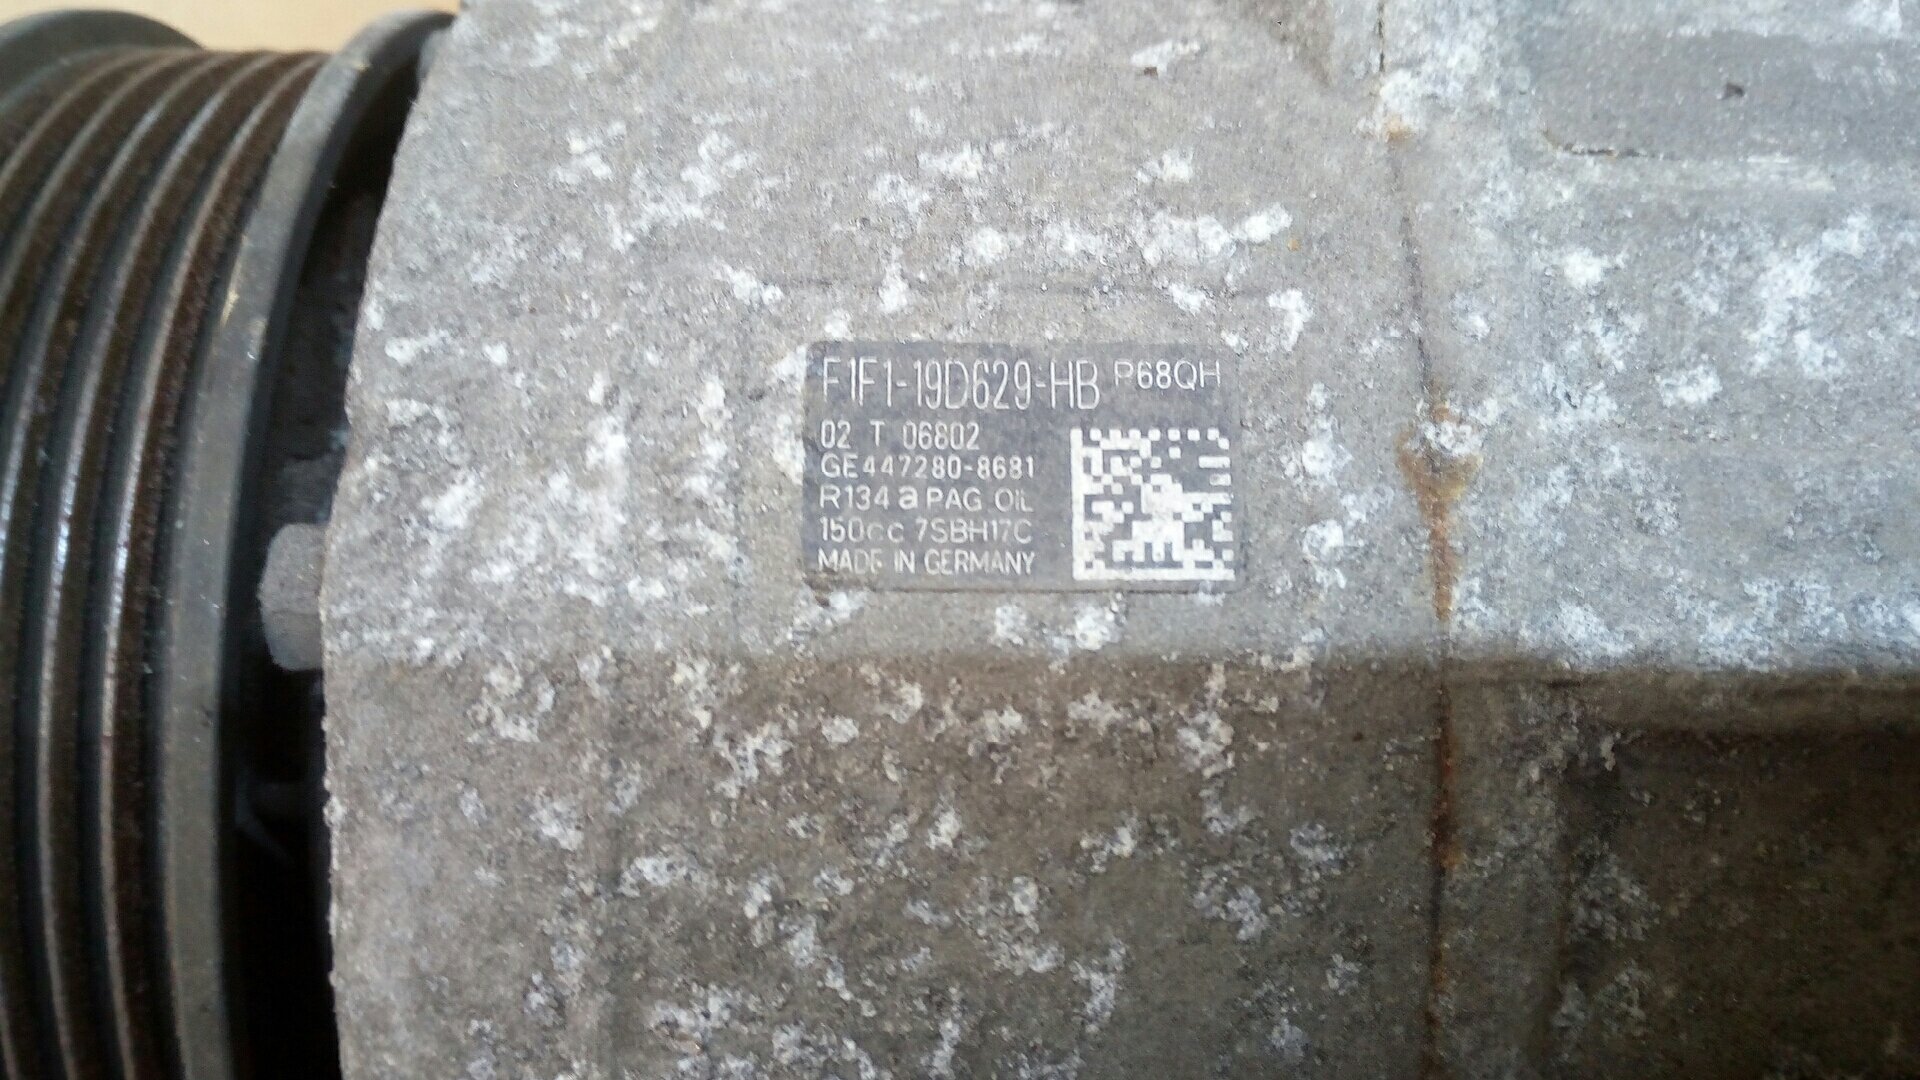 F1F1-19D629-HB P68QH
02 T 06802
GE447280-8681
R134a PAG OIL
150cc 7SBH17C
MADE IN GERMANY